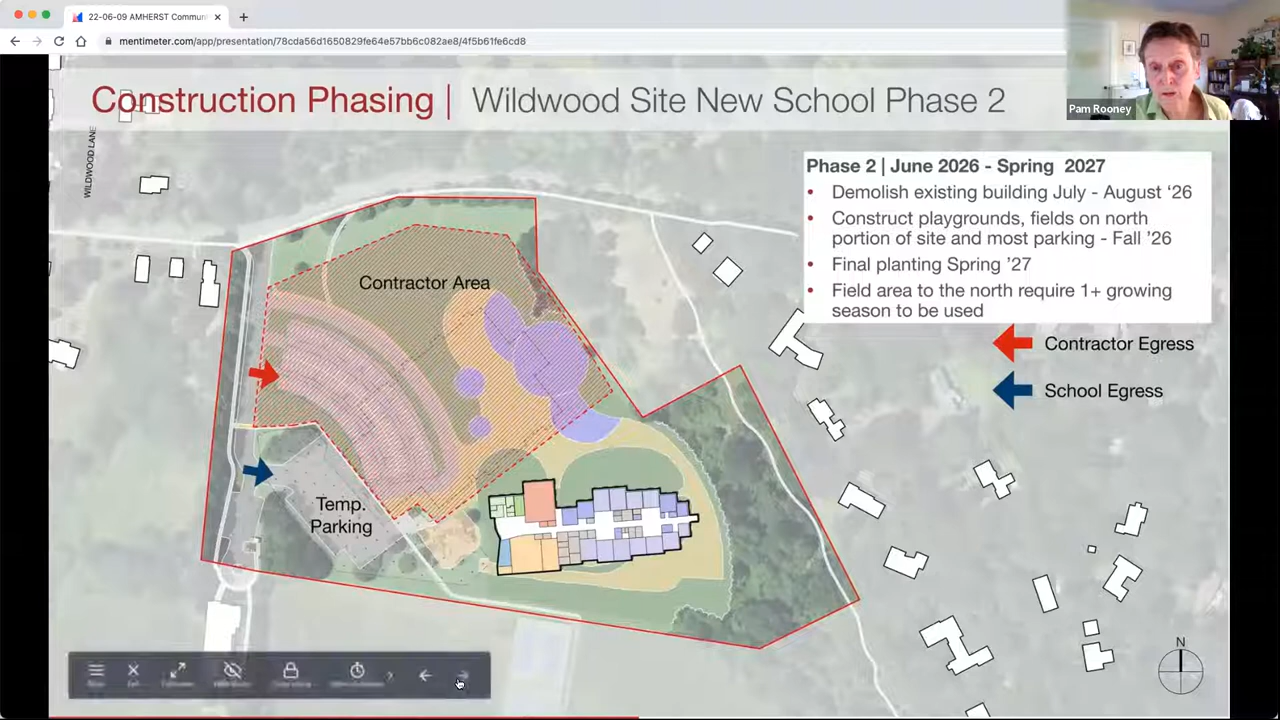 22-06-09 AMHERST Commun
mentimeter.com/app/presentation/78cda56d1650829fe64e57bb6c082ae8/4f5b61fe6cd8
Construction Phasing | Wildwood Site New School Phase 2
Pam Rooney
WILDWOOD LANE
Phase 2 | June 2026 - Spring 2027
• Demolish existing building July - August ‘26
• Construct playgrounds, fields on north
portion of site and most parking - Fall ’26
• Final planting Spring ’27
• Field area to the north require 1+ growing
season to be used
Contractor Egress
School Egress
Contractor Area
Temp.
Parking
N